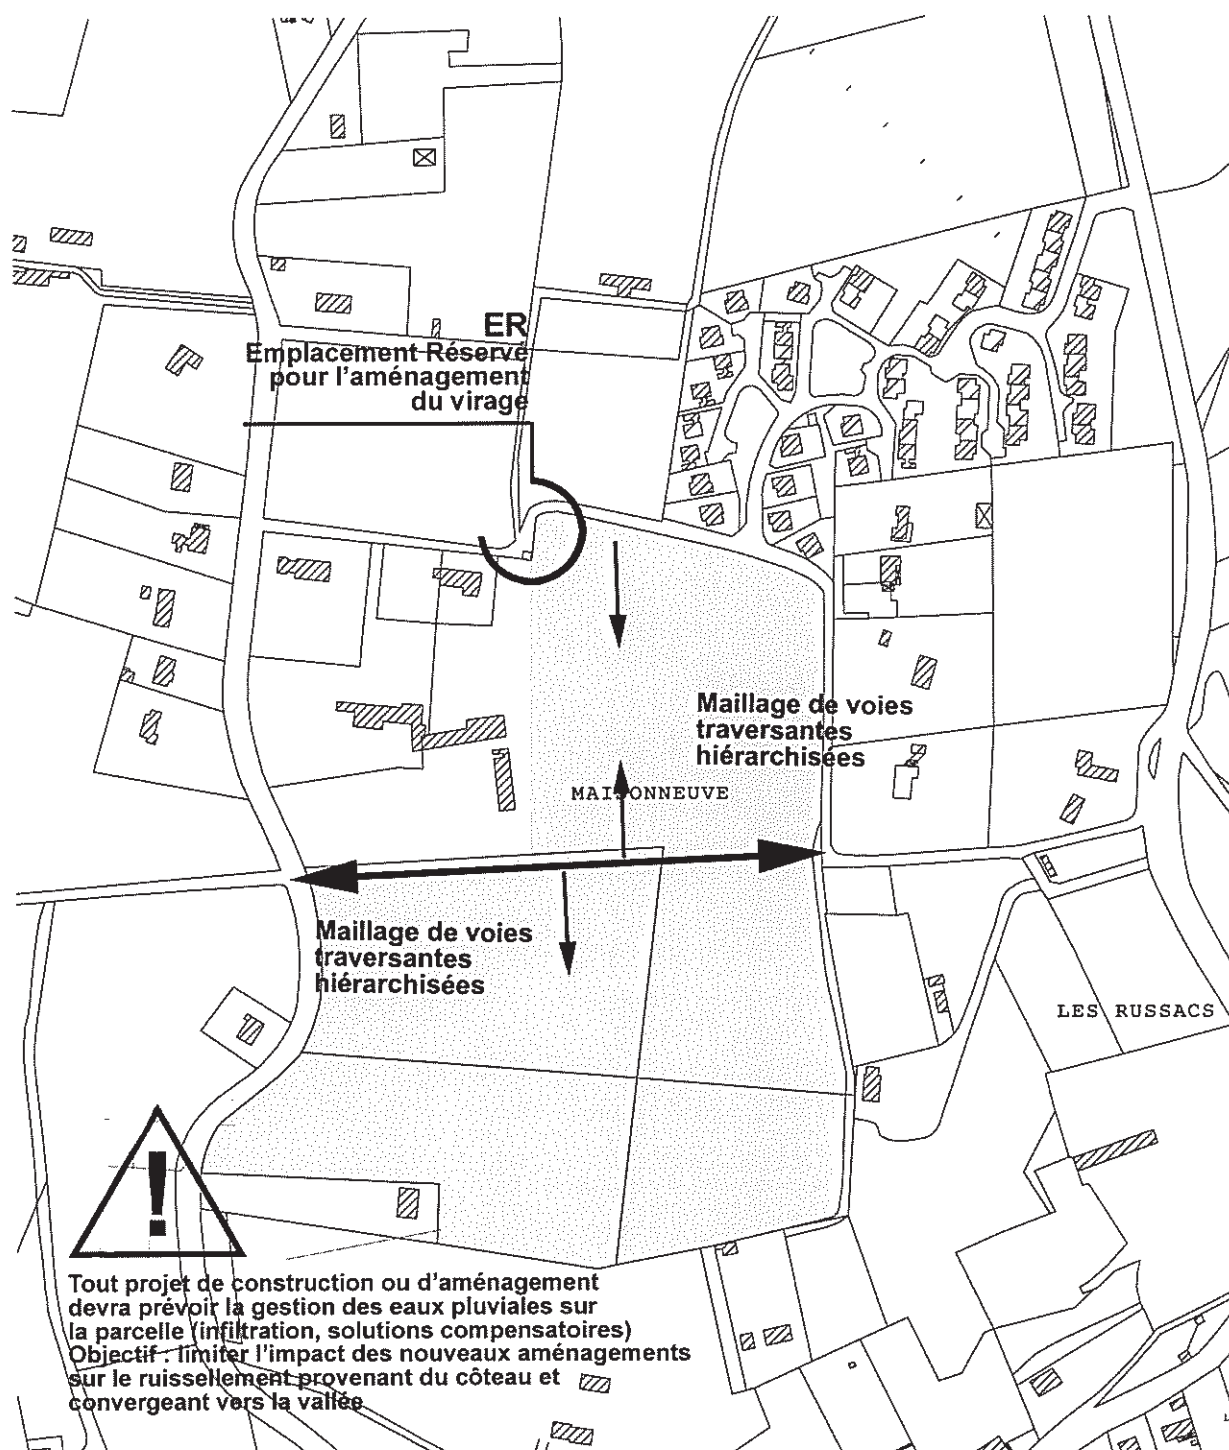 ER
Emplacement Réservé
pour l'aménagement
du virage
Maillage de voies
traversantes
hiérarchisées
MAISONNEUVE
Maillage de voies
traversantes
hiérarchisées
LES RUSSACS
!
Tout projet de construction ou d'aménagement
devra prévoir la gestion des eaux pluviales sur
la parcelle (infiltration, solutions compensatoires)
Objectif : limiter l'impact des nouveaux aménagements
sur le ruissellement provenant du côteau et
convergeant vers la vallée